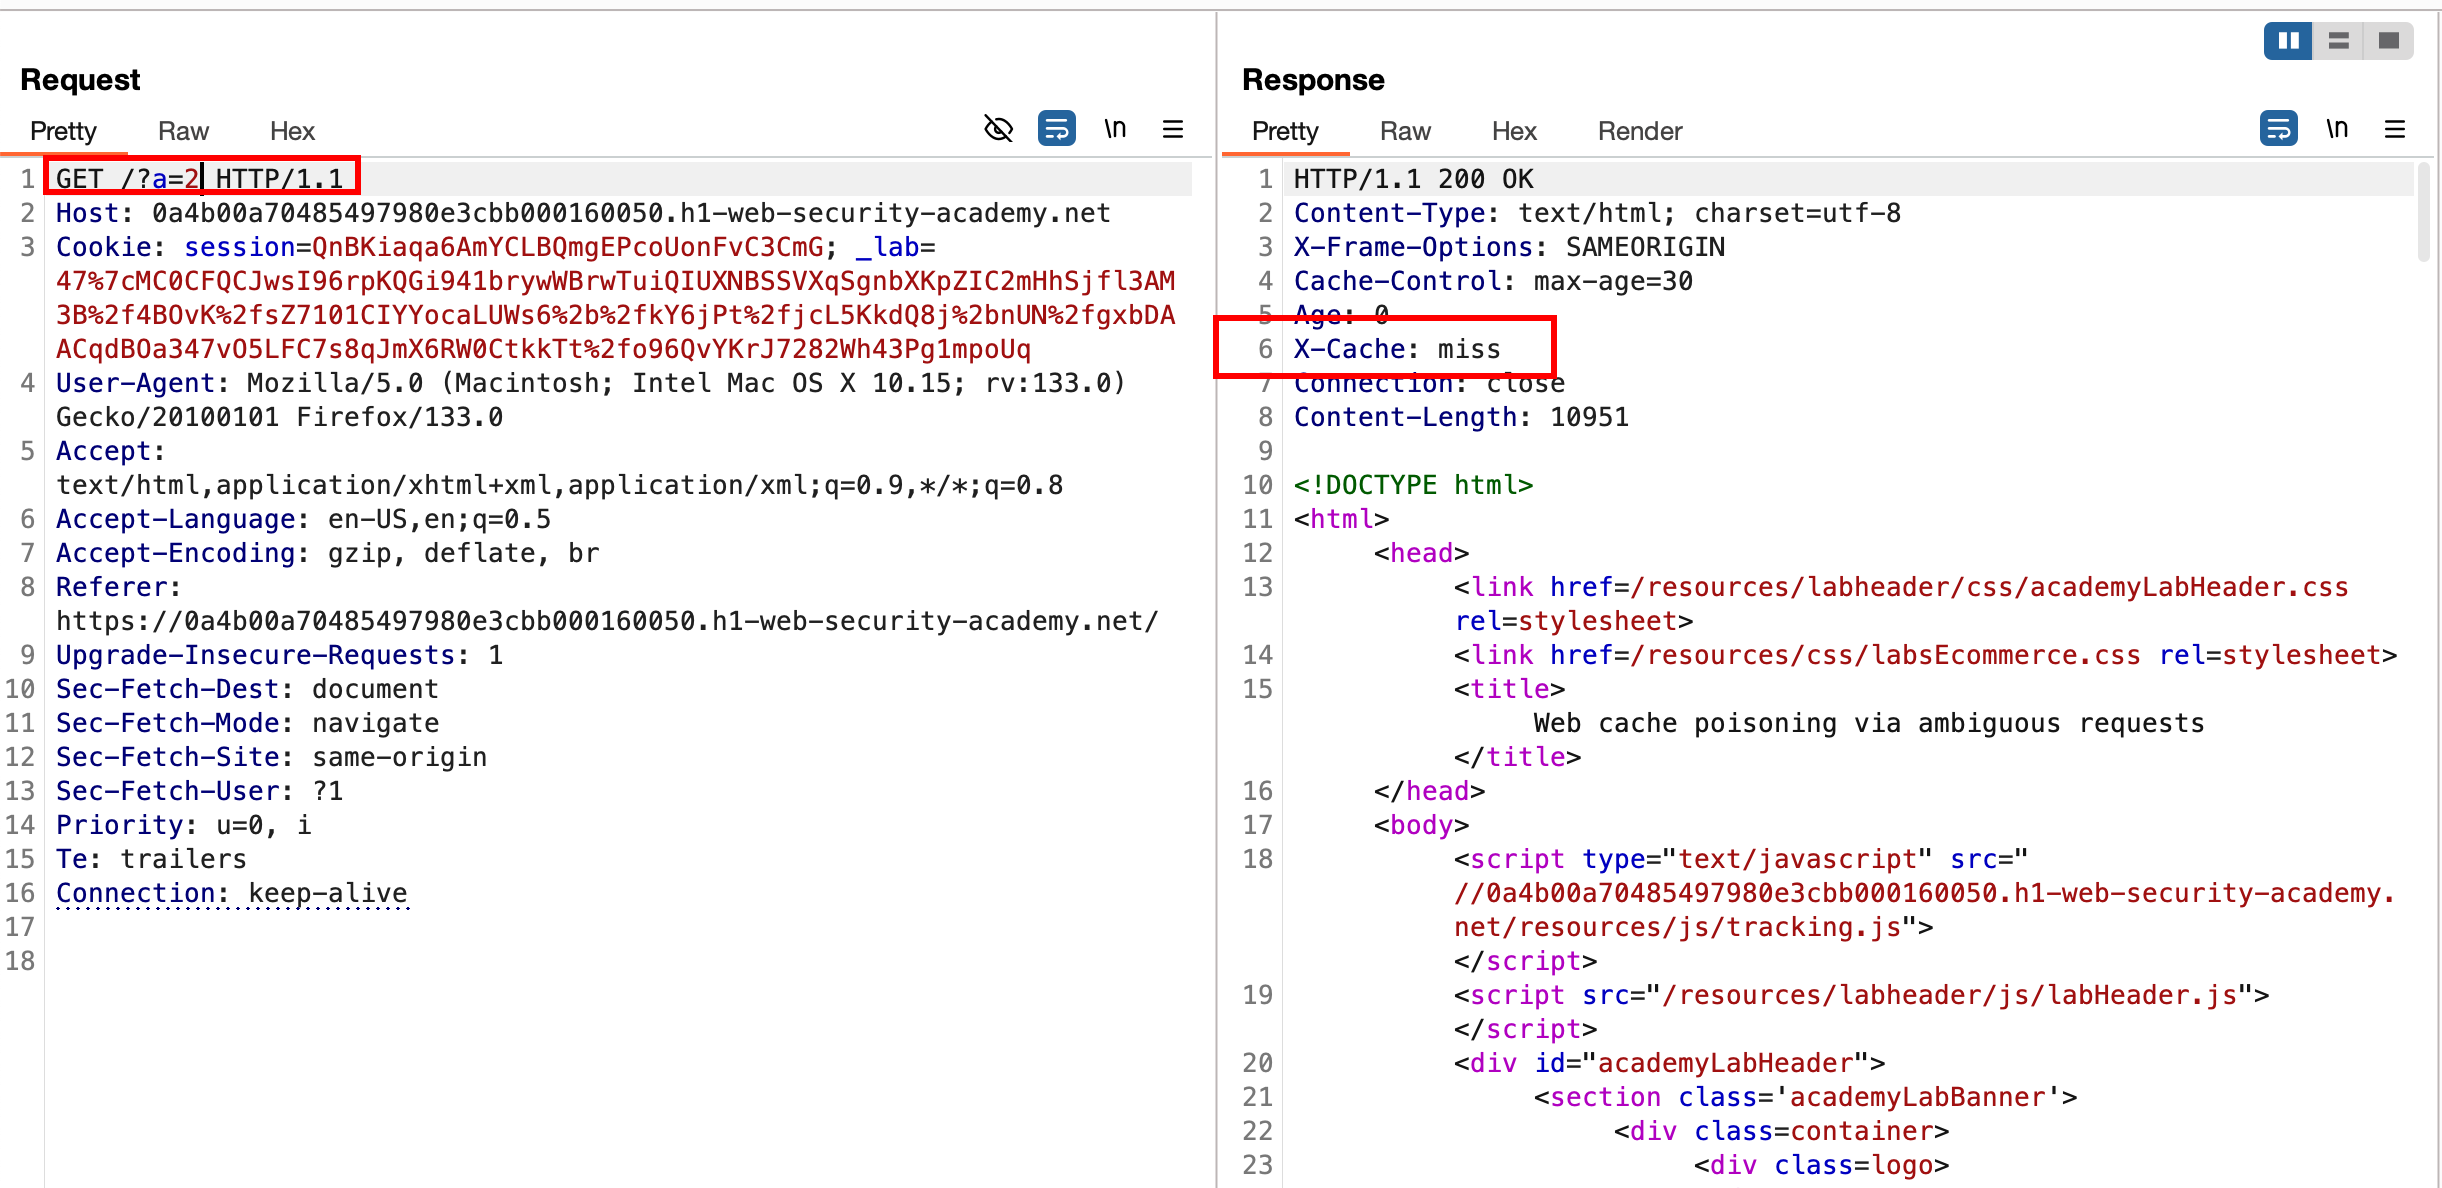 Request
Pretty Raw Hex \n
1 GET /?a=2 HTTP/1.1
2 Host: 0a4b00a70485497980e3cbb000160050.h1-web-security-academy.net
3 Cookie: session=QnBKiaqa6AmYCLBQmgEPcoUonFvC3CmG; _lab=
47%7cMC0CFQCJwsI96rpKQGi941brywWBrwTuiQIUXNBSSVXqSgnbXKpZIC2mHhSjfl3AM
3B%2f4BOvK%2fsZ7101CIYYocaLUWs6%2b%2fkY6jPt%2fjcL5KkdQ8j%2bnUN%2fgxbDA
ACqdBOa347vO5LFC7s8qJmX6RW0CtkkTt%2fo96QvYKrJ7282Wh43Pg1mpoUq
4 User-Agent: Mozilla/5.0 (Macintosh; Intel Mac OS X 10.15; rv:133.0)
Gecko/20100101 Firefox/133.0
5 Accept:
text/html,application/xhtml+xml,application/xml;q=0.9,*/*;q=0.8
6 Accept-Language: en-US,en;q=0.5
7 Accept-Encoding: gzip, deflate, br
8 Referer:
https://0a4b00a70485497980e3cbb000160050.h1-web-security-academy.net/
9 Upgrade-Insecure-Requests: 1
10 Sec-Fetch-Dest: document
11 Sec-Fetch-Mode: navigate
12 Sec-Fetch-Site: same-origin
13 Sec-Fetch-User: ?1
14 Priority: u=0, i
15 Te: trailers
16 Connection: keep-alive
17
18
Response
Pretty Raw Hex Render \n
1 HTTP/1.1 200 OK
2 Content-Type: text/html; charset=utf-8
3 X-Frame-Options: SAMEORIGIN
4 Cache-Control: max-age=30
5 Age: 0
6 X-Cache: miss
7 Connection: close
8 Content-Length: 10951
9
10 <!DOCTYPE html>
11 <html>
12 <head>
13 <link href=/resources/labheader/css/academyLabHeader.css
rel=stylesheet>
14 <link href=/resources/css/labsEcommerce.css rel=stylesheet>
15 <title>
Web cache poisoning via ambiguous requests
</title>
16 </head>
17 <body>
18 <script type="text/javascript" src="
//0a4b00a70485497980e3cbb000160050.h1-web-security-academy.
net/resources/js/tracking.js">
</script>
19 <script src="/resources/labheader/js/labHeader.js">
</script>
20 <div id="academyLabHeader">
21 <section class='academyLabBanner'>
22 <div class=container>
23 <div class=logo>